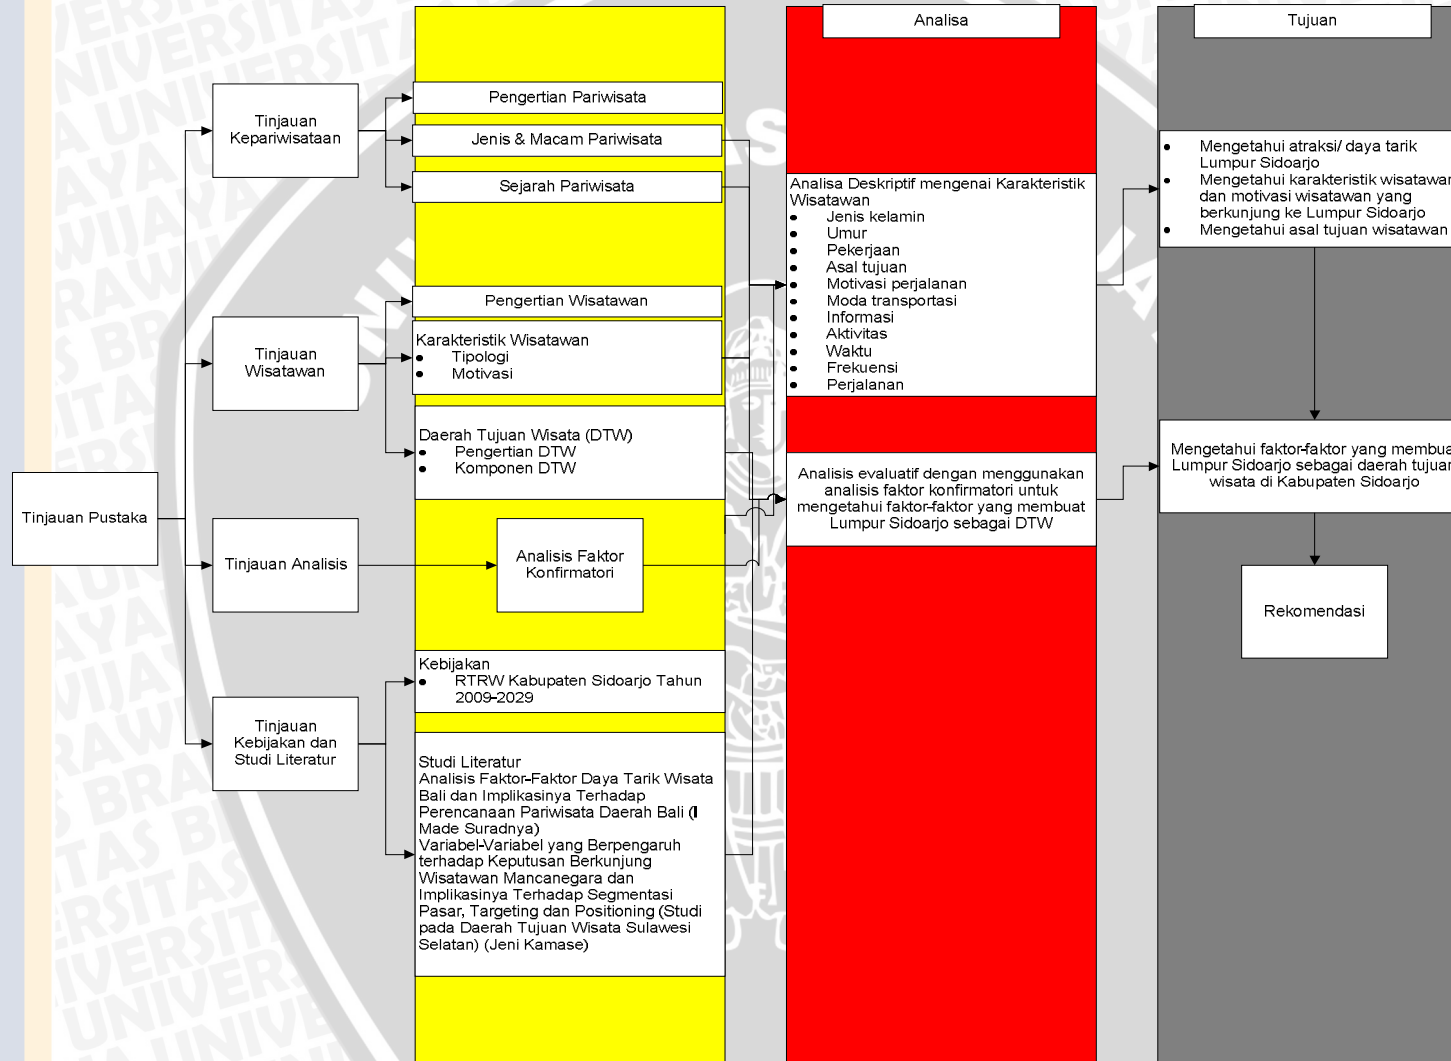 Analisa
Tujuan
Tinjauan Pustaka
Tinjauan
Kepariwisataan
Pengertian Pariwisata
Jenis & Macam Pariwisata
Sejarah Pariwisata
Tinjauan
Wisatawan
Pengertian Wisatawan
Karakteristik Wisatawan
• Tipologi
• Motivasi
Daerah Tujuan Wisata (DTW)
• Pengertian DTW
• Komponen DTW
Tinjauan Analisis
Analisis Faktor
Konfirmatori
Tinjauan
Kebijakan dan
Studi Literatur
Kebijakan
• RTRW Kabupaten Sidoarjo Tahun
2009-2029
Studi Literatur
Analisis Faktor-Faktor Daya Tarik Wisata
Bali dan Implikasinya Terhadap
Perencanaan Pariwisata Daerah Bali (I
Made Suradnya)
Variabel-Variabel yang Berpengaruh
terhadap Keputusan Berkunjung
Wisatawan Mancanegara dan
Implikasinya Terhadap Segmentasi
Pasar, Targeting dan Positioning (Studi
pada Daerah Tujuan Wisata Sulawesi
Selatan) (Jeni Kamase)
Analisa Deskriptif mengenai Karakteristik
Wisatawan
• Jenis kelamin
• Umur
• Pekerjaan
• Asal tujuan
• Motivasi perjalanan
• Moda transportasi
• Informasi
• Aktivitas
• Waktu
• Frekuensi
• Perjalanan
Analisis evaluatif dengan menggunakan
analisis faktor konfirmatori untuk
mengetahui faktor-faktor yang membuat
Lumpur Sidoarjo sebagai DTW
• Mengetahui atraksi/ daya tarik
Lumpur Sidoarjo
• Mengetahui karakteristik wisatawan
dan motivasi wisatawan yang
berkunjung ke Lumpur Sidoarjo
• Mengetahui asal tujuan wisatawan
Mengetahui faktor-faktor yang membua
Lumpur Sidoarjo sebagai daerah tujuan
wisata di Kabupaten Sidoarjo
Rekomendasi